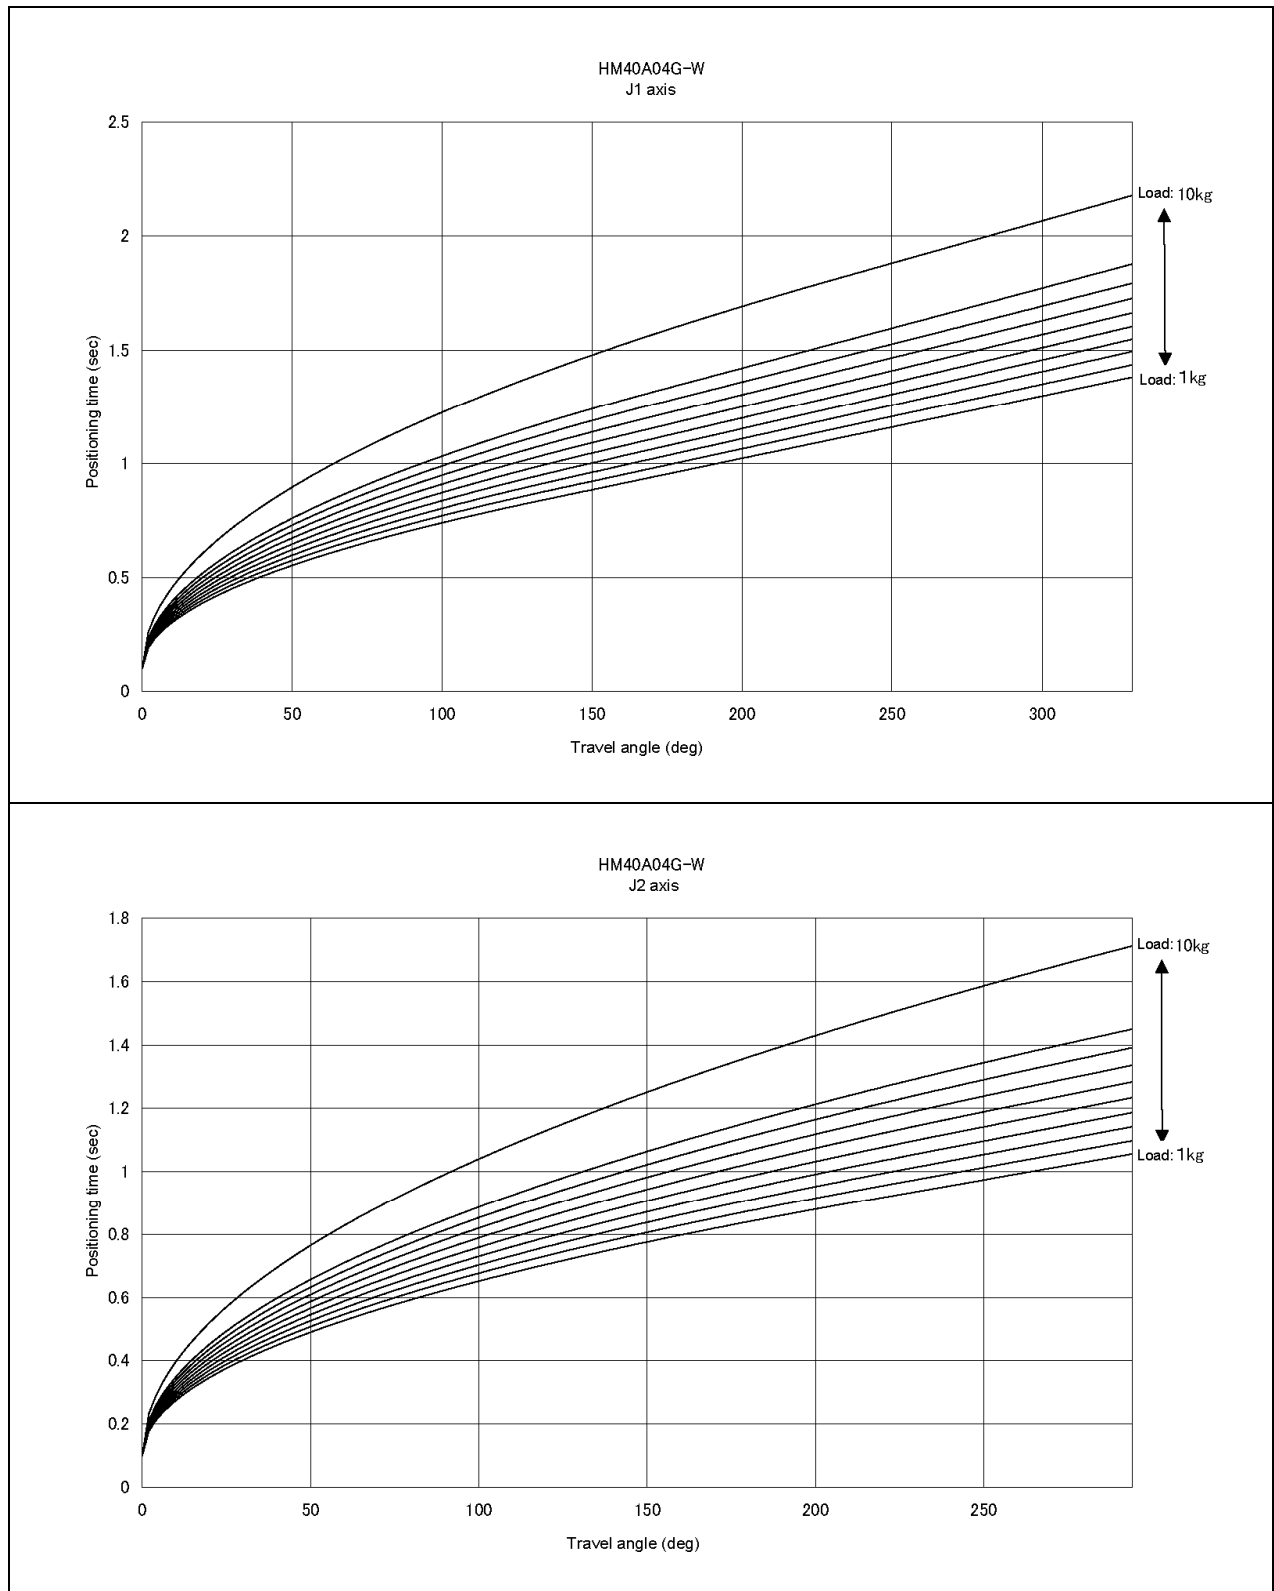 HM40A04G-W
J1 axis
2.5
2
1.5
1
0.5
0
Positioning time (sec)
0 50 100 150 200 250 300
Travel angle (deg)
Load: 10kg
Load: 1kg
HM40A04G-W
J2 axis
1.8
1.6
1.4
1.2
1
0.8
0.6
0.4
0.2
0
Positioning time (sec)
0 50 100 150 200 250
Travel angle (deg)
Load: 10kg
Load: 1kg